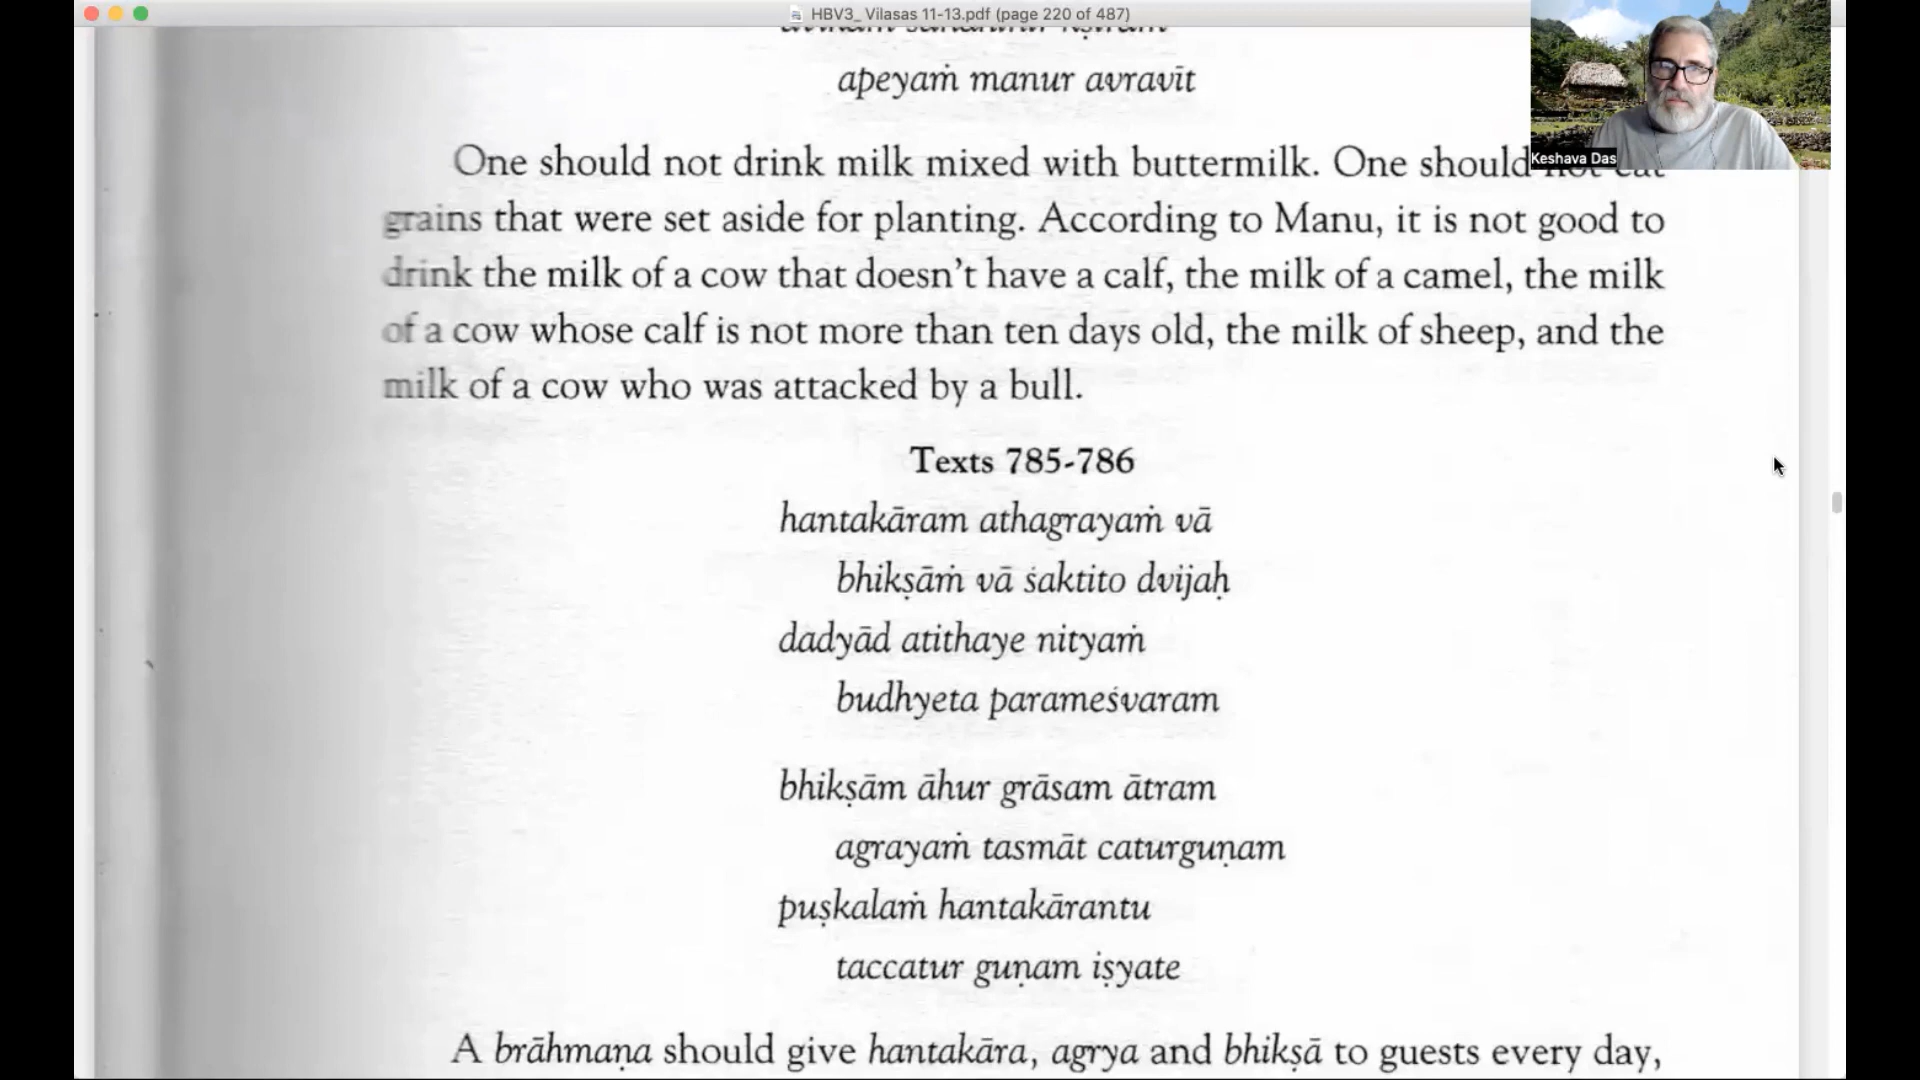 HBV3_ Vilasas 11-13.pdf (page 220 of 487)
apeyaṁ manur avravīt
Keshava Das
One should not drink milk mixed with buttermilk. One should not eat
grains that were set aside for planting. According to Manu, it is not good to
drink the milk of a cow that doesn’t have a calf, the milk of a camel, the milk
of a cow whose calf is not more than ten days old, the milk of sheep, and the
milk of a cow who was attacked by a bull.
Texts 785-786
hantakāram athagrayaṁ vā
bhikṣāṁ vā śaktito dvijaḥ
dadyād atithaye nityaṁ
budhyeta parameśvaram
bhikṣām āhur grāsam ātram
agrayaṁ tasmāt caturguṇam
puṣkalaṁ hantakārantu
taccatur guṇam iṣyate
A brāhmaṇa should give hantakāra, agrya and bhikṣā to guests every day,